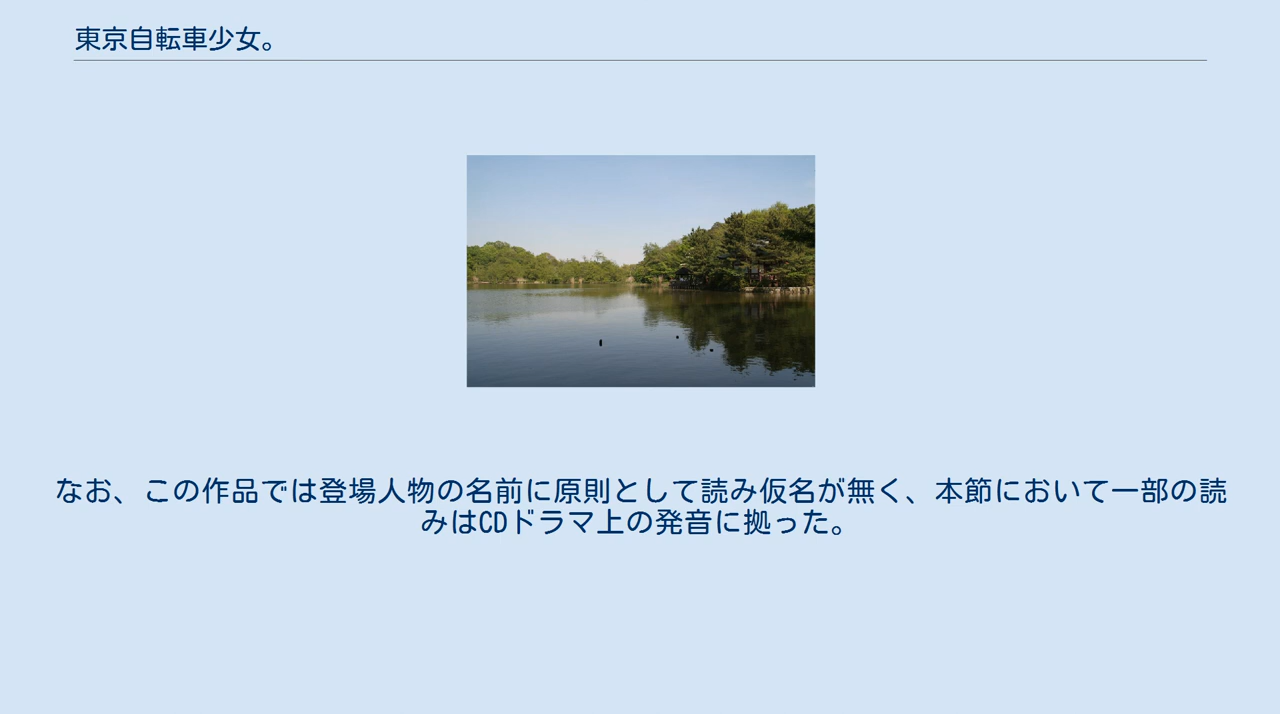 東京自転車少女。
なお、この作品では登場人物の名前に原則として読み仮名が無く、本節において一部の読
みはCDドラマ上の発音に拠った。